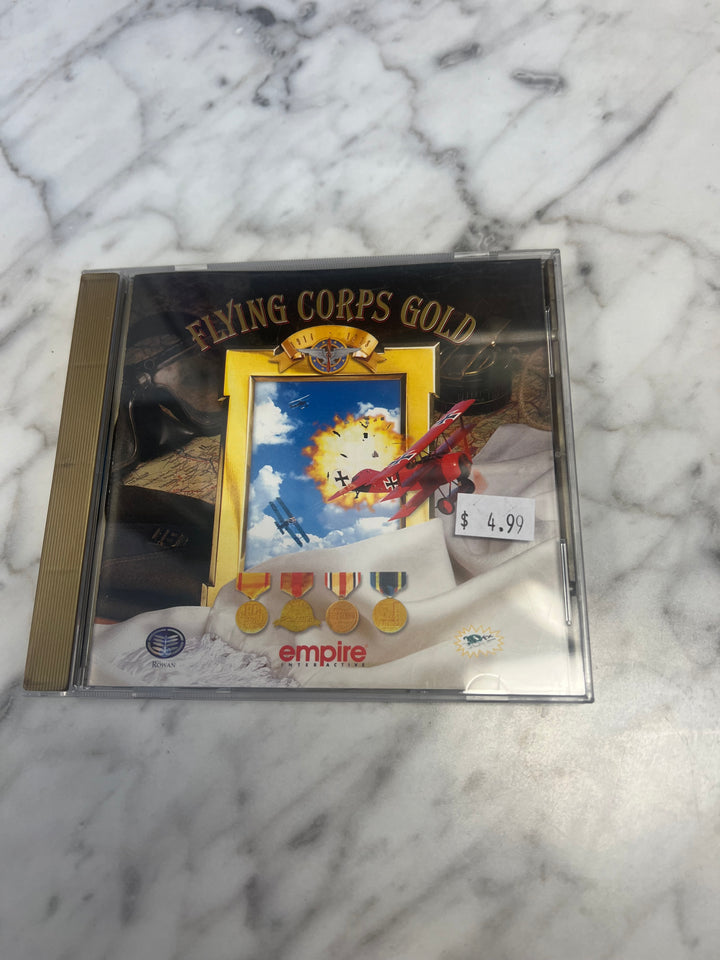 FLYING CORPS GOLD
$ 4.99
ROWAN
empire
INTERACTIVE